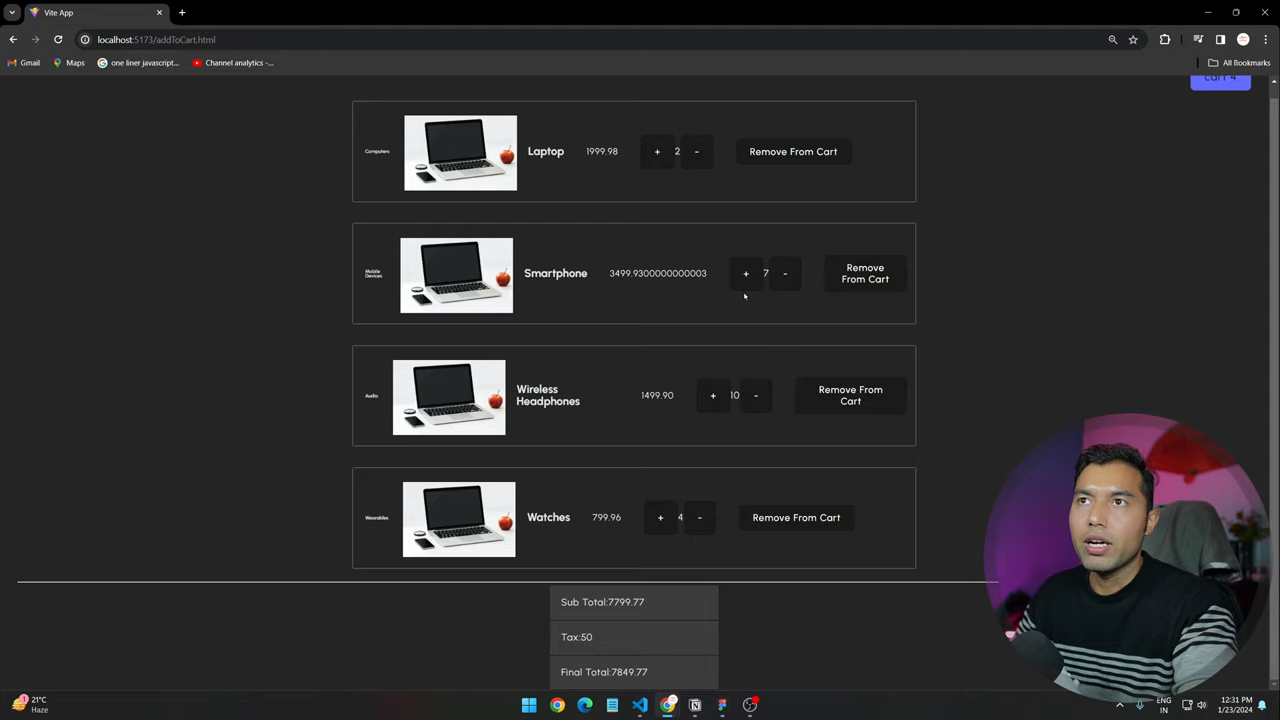 Vite App
localhost:5173/addToCart.html
Gmail
Maps
one liner javascript...
Channel analytics -...
All Bookmarks
cart 4
Computers
Laptop
1999.98
+ 2 -
Remove From Cart
Mobile
Devices
Smartphone
3499.9300000000003
+ 7 -
Remove
From Cart
Audio
Wireless
Headphones
1499.90
+ 10 -
Remove From
Cart
Wearables
Watches
799.96
+ 4 -
Remove From Cart
Sub Total:7799.77
Tax:50
Final Total:7849.77
1
21°C
Haze
ENG
IN
12:31 PM
1/23/2024